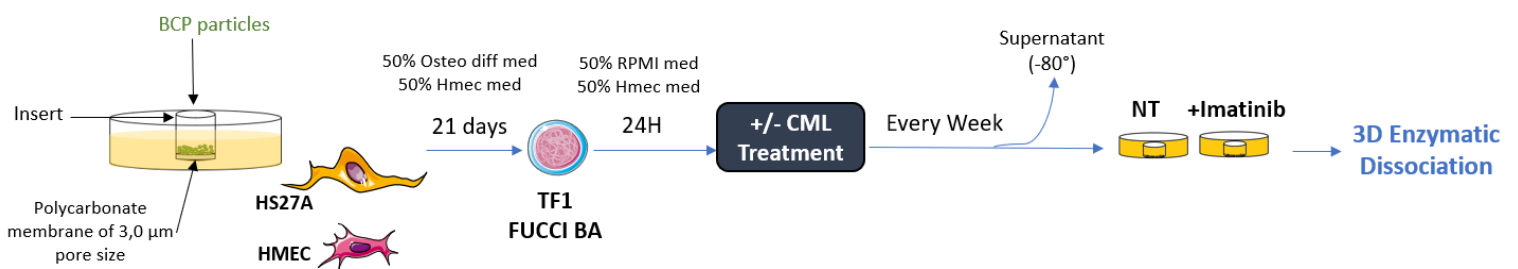 BCP particles
Insert
Polycarbonate
membrane of 3,0 µm
pore size
HS27A
HMEC
50% Osteo diff med
50% Hmec med
21 days
TF1
FUCCI BA
50% RPMI med
50% Hmec med
24H
+/- CML
Treatment
Every Week
Supernatant
(-80°)
NT
+Imatinib
3D Enzymatic
Dissociation